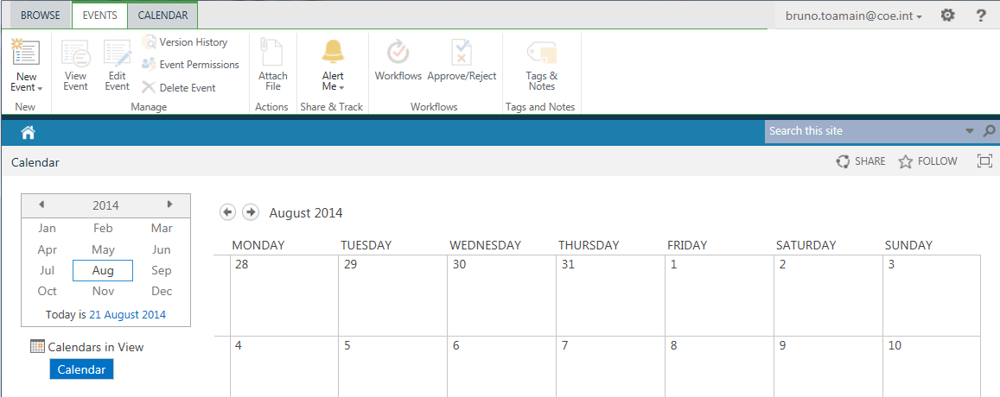 BROWSE EVENTS CALENDAR bruno.toamain@coe.int ?
New Event
View Event
Edit Event
Version History
Event Permissions
Delete Event
Attach File
Alert Me
Workflows
Approve/Reject
Tags & Notes
New Manage Actions Share & Track Workflows Tags and Notes
Search this site
Calendar SHARE FOLLOW
2014
Jan Feb Mar
Apr May Jun
Jul Aug Sep
Oct Nov Dec
Today is 21 August 2014
Calendars in View
Calendar
August 2014
MONDAY TUESDAY WEDNESDAY THURSDAY FRIDAY SATURDAY SUNDAY
28 29 30 31 1 2 3
4 5 6 7 8 9 10